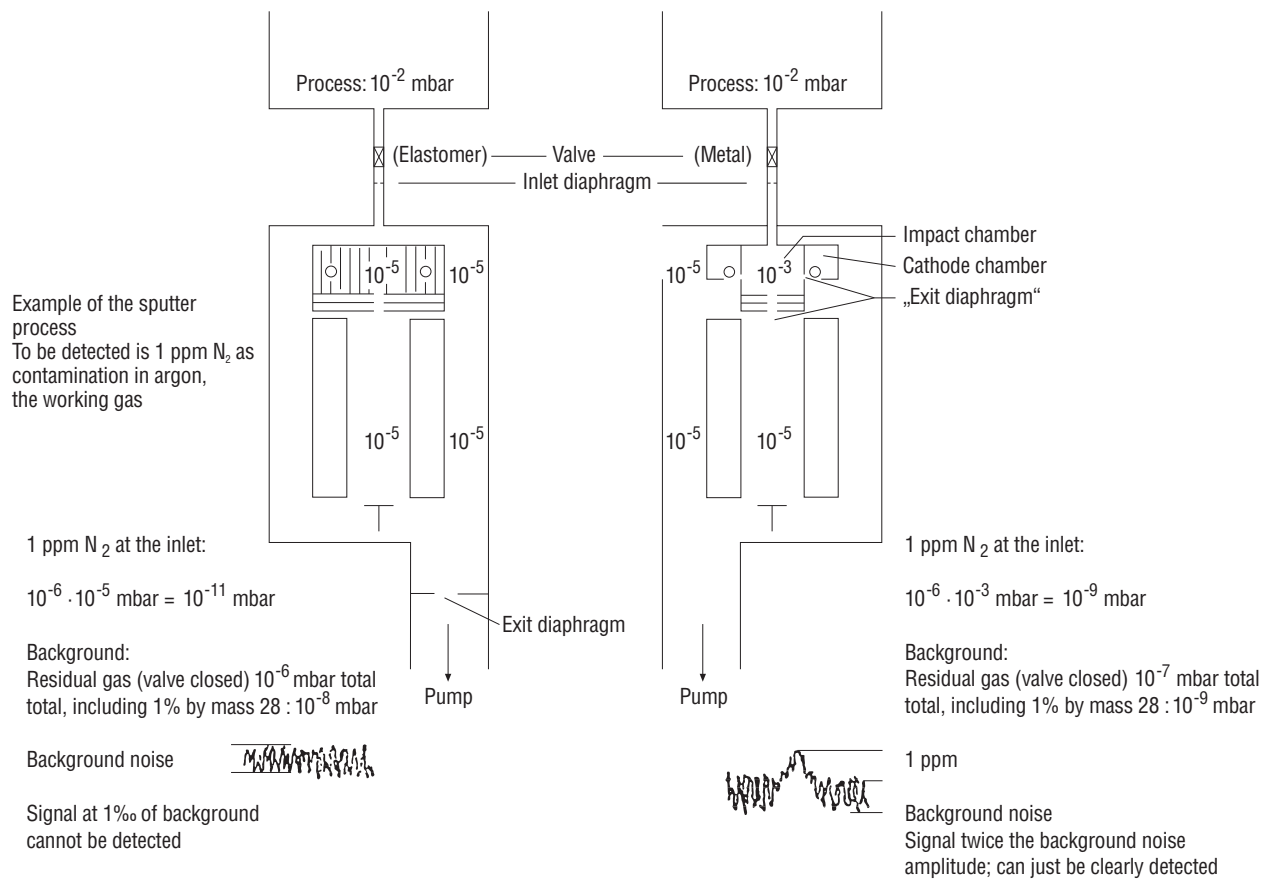 Process: 10⁻² mbar
Process: 10⁻² mbar
(Elastomer)
Valve
(Metal)
Inlet diaphragm
Impact chamber
Cathode chamber
„Exit diaphragm“
10⁻⁵
10⁻⁵
10⁻⁵
10⁻³
Example of the sputter
process
To be detected is 1 ppm N₂ as
contamination in argon,
the working gas
10⁻⁵
10⁻⁵
10⁻⁵
10⁻⁵
1 ppm N ₂ at the inlet:
10⁻⁶ · 10⁻⁵ mbar = 10⁻¹¹ mbar
Background:
Residual gas (valve closed) 10⁻⁶ mbar total
total, including 1% by mass 28 : 10⁻⁸ mbar
Background noise
Signal at 1‰ of background
cannot be detected
Exit diaphragm
Pump
Pump
1 ppm N ₂ at the inlet:
10⁻⁶ · 10⁻³ mbar = 10⁻⁹ mbar
Background:
Residual gas (valve closed) 10⁻⁷ mbar total
total, including 1% by mass 28 : 10⁻⁹ mbar
1 ppm
Background noise
Signal twice the background noise
amplitude; can just be clearly detected